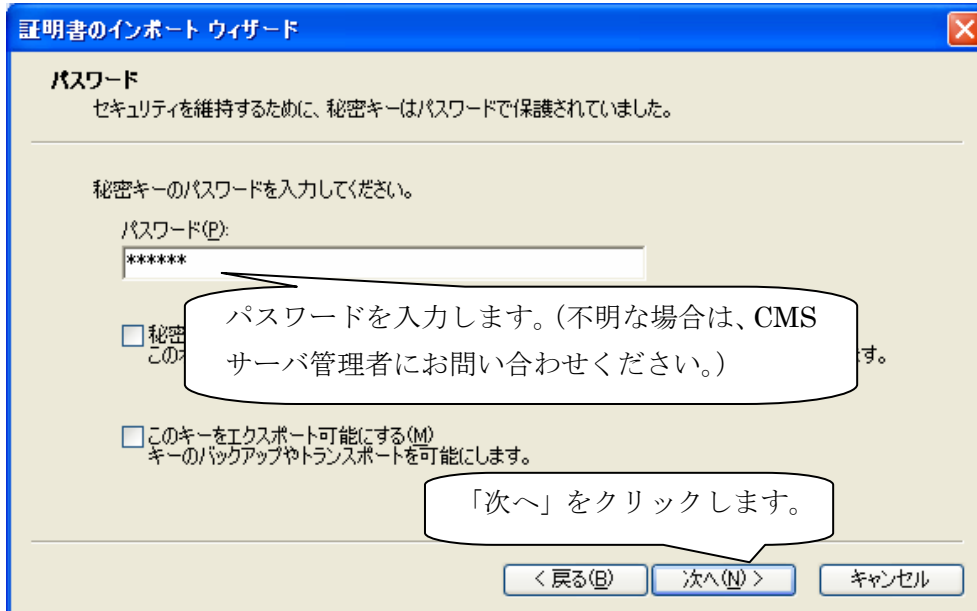 証明書のインポート ウィザード
パスワード
セキュリティを維持するために、秘密キーはパスワードで保護されていました。
秘密キーのパスワードを入力してください。
パスワード(P):
******
パスワードを入力します。（不明な場合は、CMS
サーバ管理者にお問い合わせください。）
秘密
この す。
このキーをエクスポート可能にする(M)
キーのバックアップやトランスポートを可能にします。
「次へ」をクリックします。
< 戻る(B) 次へ(N) > キャンセル